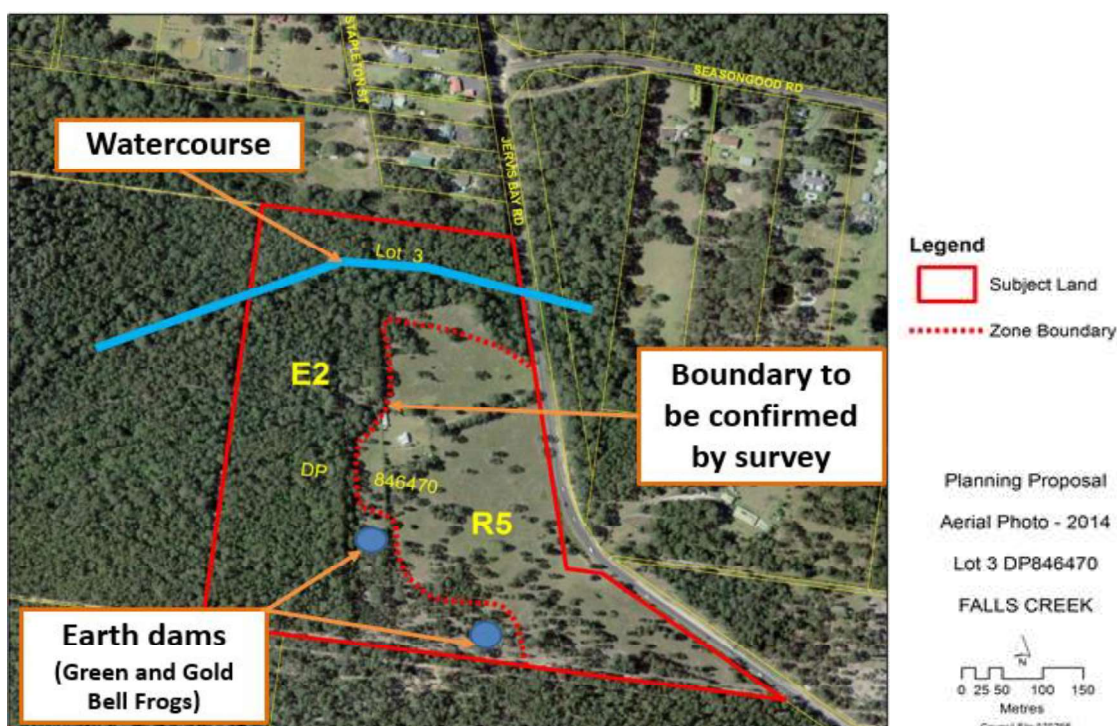 STAPLETON ST
SEASONGOOD RD
Watercourse
JERVIS BAY RD
Lot 3
E2
Boundary to
be confirmed
by survey
DP
846470
R5
Earth dams
(Green and Gold
Bell Frogs)
Legend
Subject Land
Zone Boundary
Planning Proposal
Aerial Photo - 2014
Lot 3 DP846470
FALLS CREEK
N
0 25 50 100 150
Metres